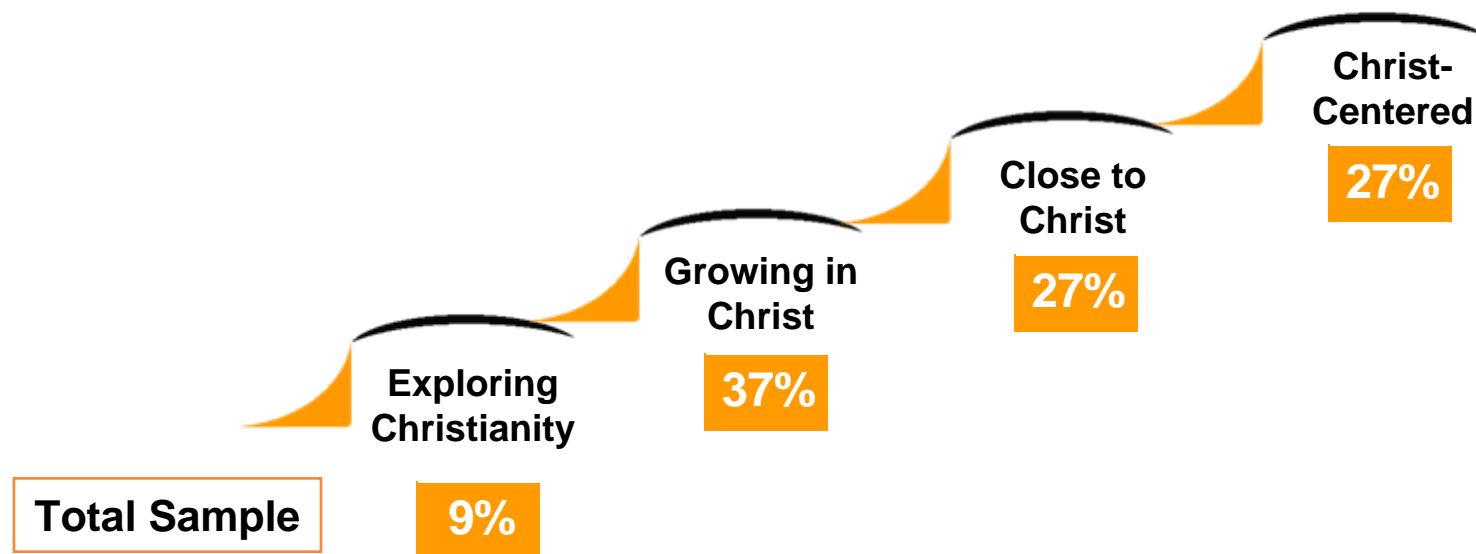 Christ-
Centered
27%
Close to
Christ
27%
Growing in
Christ
37%
Exploring
Christianity
9%
Total Sample